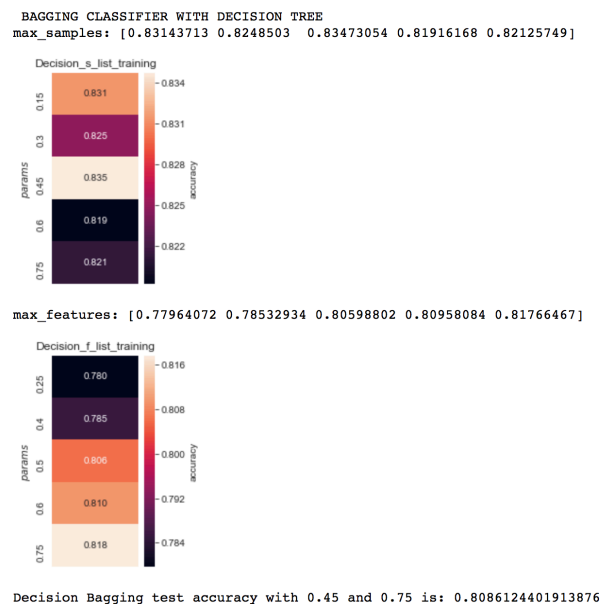 BAGGING CLASSIFIER WITH DECISION TREE
max_samples: [0.83143713 0.8248503  0.83473054 0.81916168 0.82125749]
Decision_s_list_training
0.15 0.831
0.3 0.825
0.45 0.835
0.6 0.819
0.75 0.821
params
0.834
0.831
0.828
0.825
0.822
accuracy
max_features: [0.77964072 0.78532934 0.80598802 0.80958084 0.81766467]
Decision_f_list_training
0.25 0.780
0.4 0.785
0.5 0.806
0.6 0.810
0.75 0.818
params
0.816
0.808
0.800
0.792
0.784
accuracy
Decision Bagging test accuracy with 0.45 and 0.75 is: 0.8086124401913876